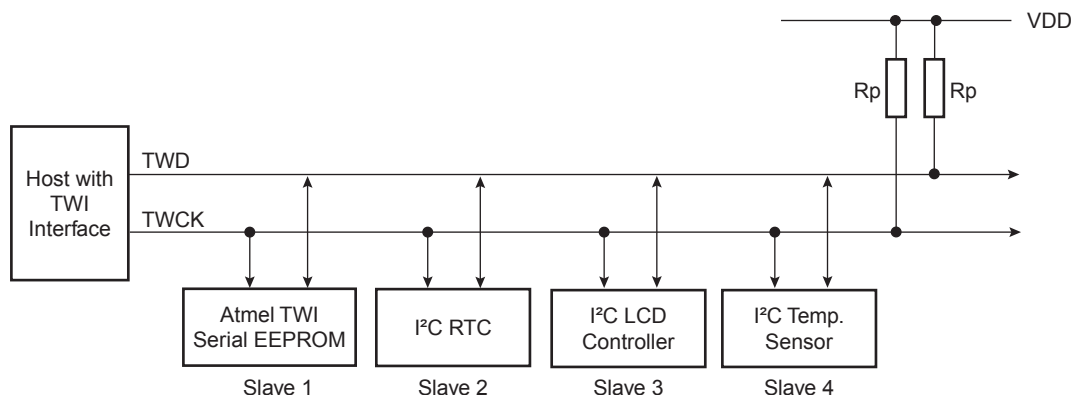 VDD
Rp
Rp
Host with
TWI
Interface
TWD
TWCK
Atmel TWI
Serial EEPROM
I²C RTC
I²C LCD
Controller
I²C Temp.
Sensor
Slave 1
Slave 2
Slave 3
Slave 4